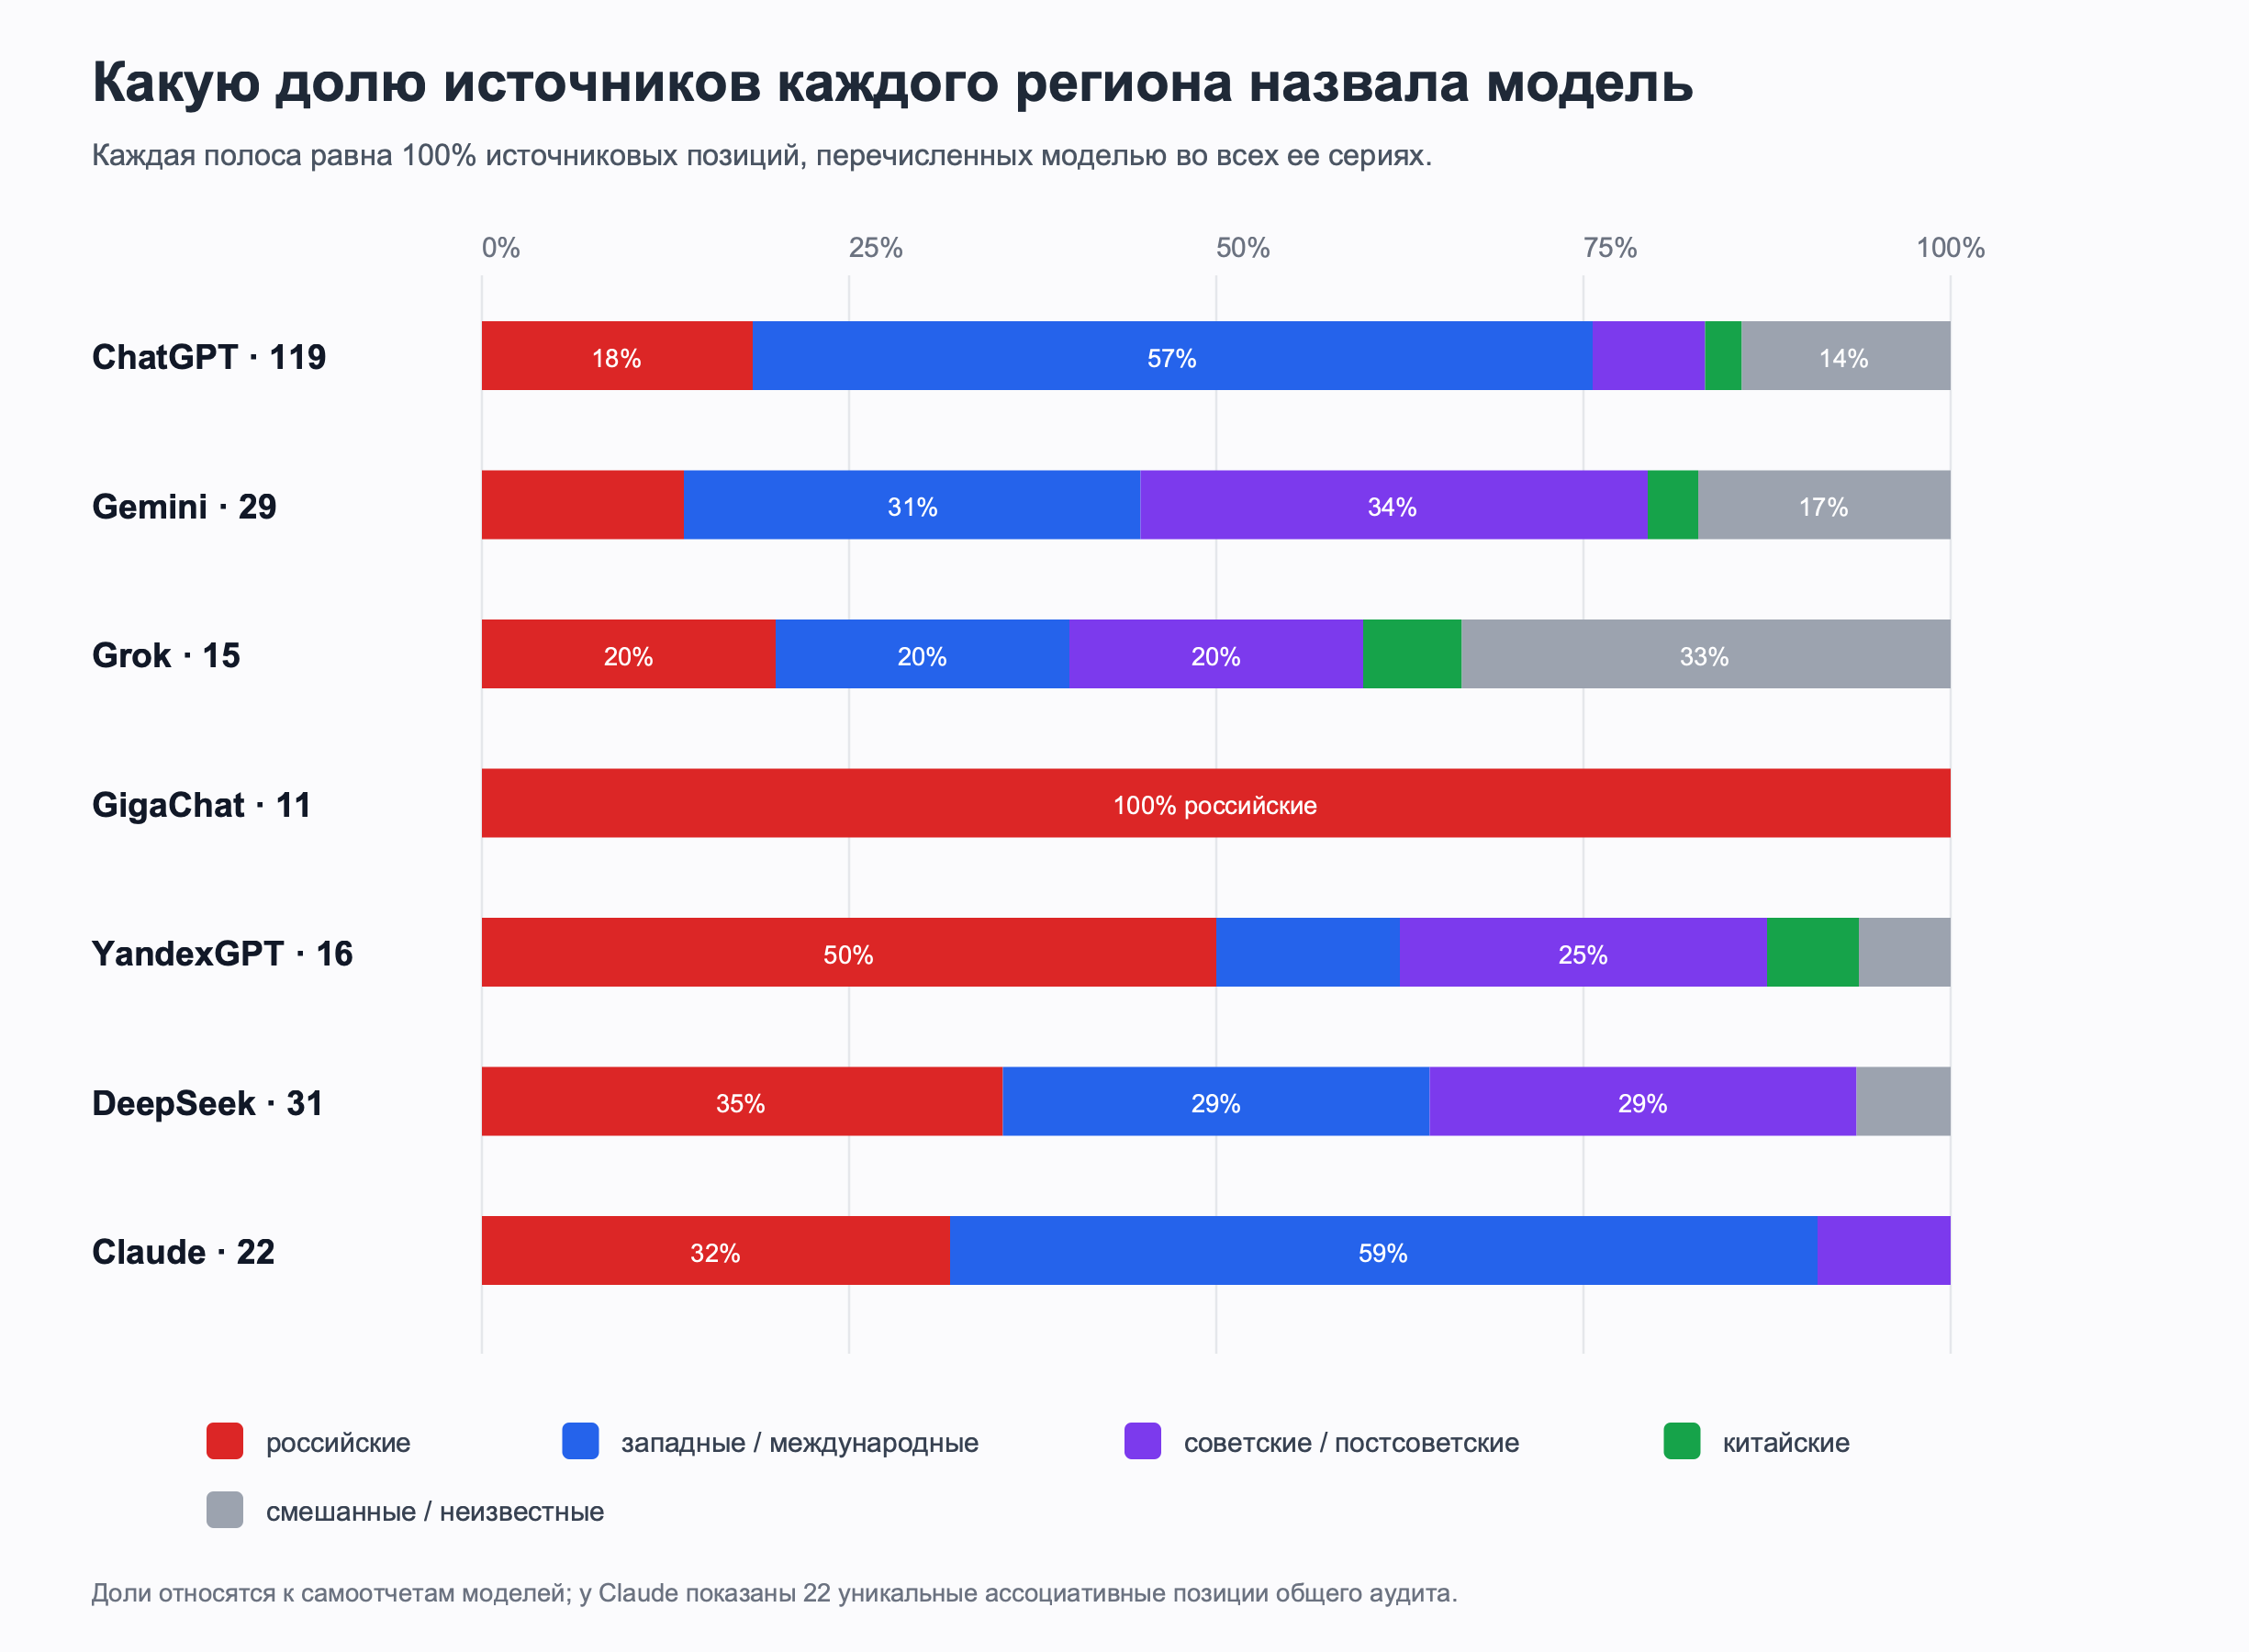 Какую долю источников каждого региона назвала модель
Каждая полоса равна 100% источниковых позиций, перечисленных моделью во всех ее сериях.
0% 25% 50% 75% 100%
ChatGPT · 119 18% 57% 14%
Gemini · 29 31% 34% 17%
Grok · 15 20% 20% 20% 33%
GigaChat · 11 100% российские
YandexGPT · 16 50% 25%
DeepSeek · 31 35% 29% 29%
Claude · 22 32% 59%
российские западные / международные советские / постсоветские китайские
смешанные / неизвестные
Доли относятся к самоотчетам моделей; у Claude показаны 22 уникальные ассоциативные позиции общего аудита.